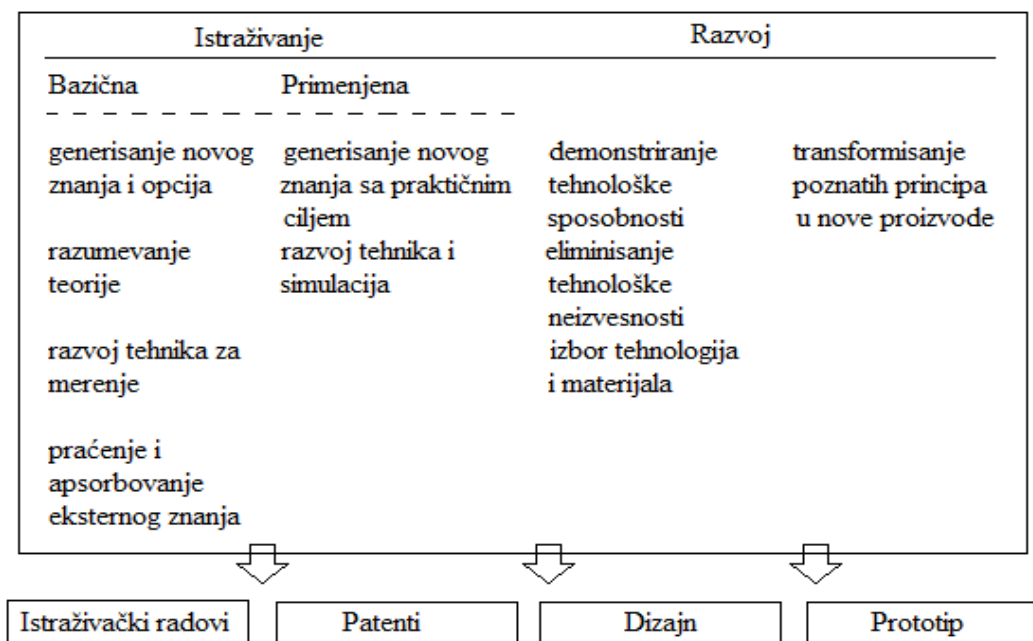 Istraživanje
Razvoj
Bazična
Primenjena
generisanje novog
znanja i opcija
razumevanje
teorije
razvoj tehnika za
merenje
praćenje i
apsorbovanje
eksternog znanja
generisanje novog
znanja sa praktičnim
ciljem
razvoj tehnika i
simulacija
demonstriranje
tehnološke
sposobnosti
eliminisanje
tehnološke
neizvesnosti
izbor tehnologija
i materijala
transformisanje
poznatih principa
u nove proizvode
Istraživački radovi
Patenti
Dizajn
Prototip